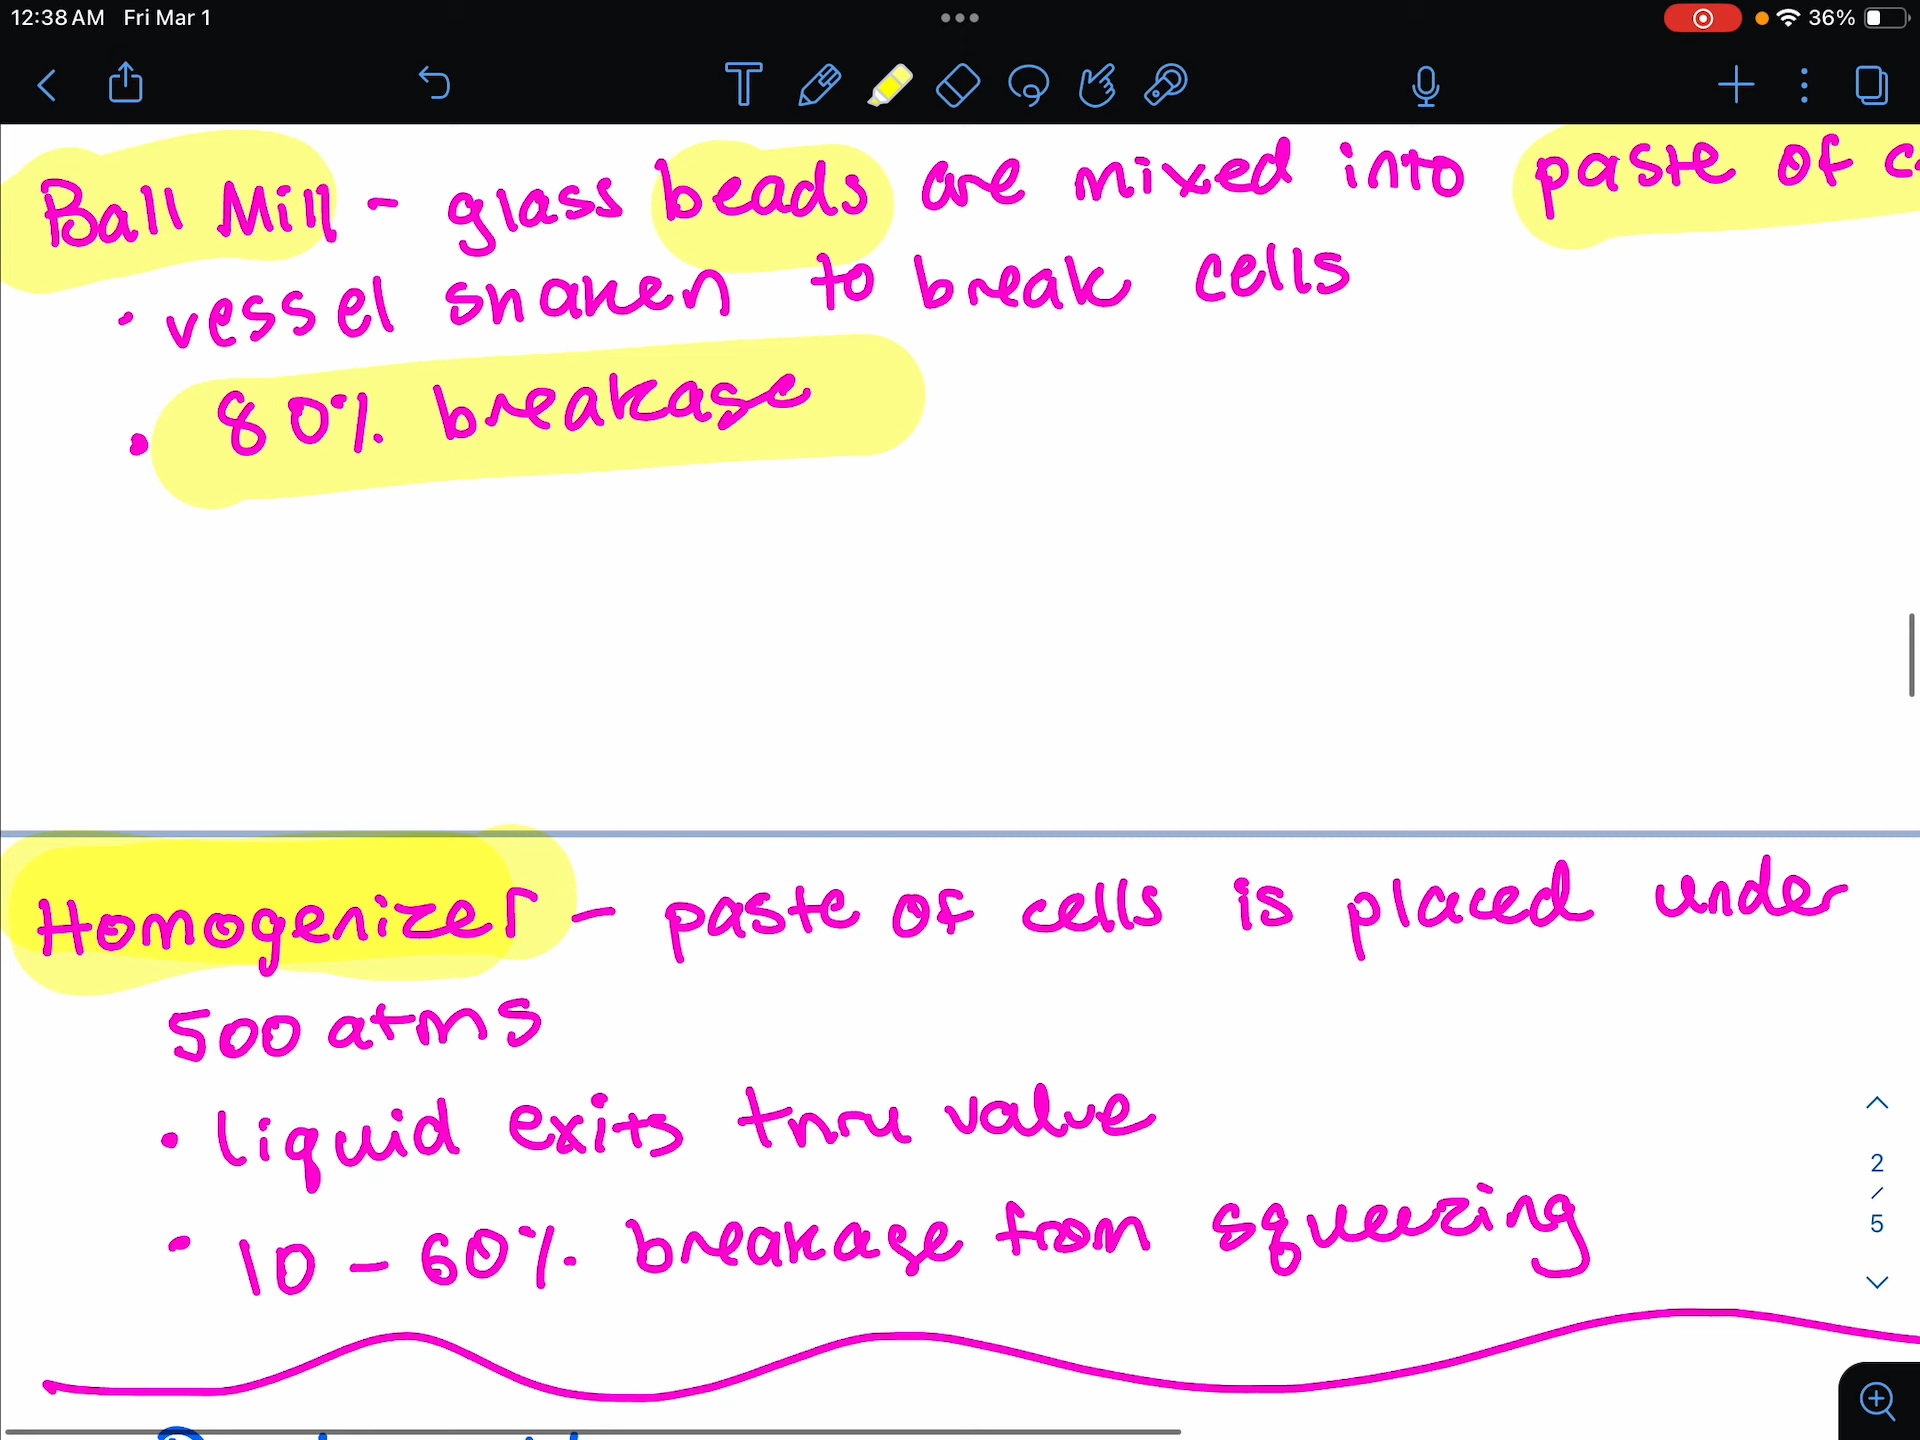 12:38 AM Fri Mar 1
36%
T
Ball Mill - glass beads are mixed into paste of c
• vessel shaken to break cells
• 80% breakage
Homogenizer - paste of cells is placed under
500 atms
• liquid exits thru valve
• 10-60% breakage from squeezing
2
/
5